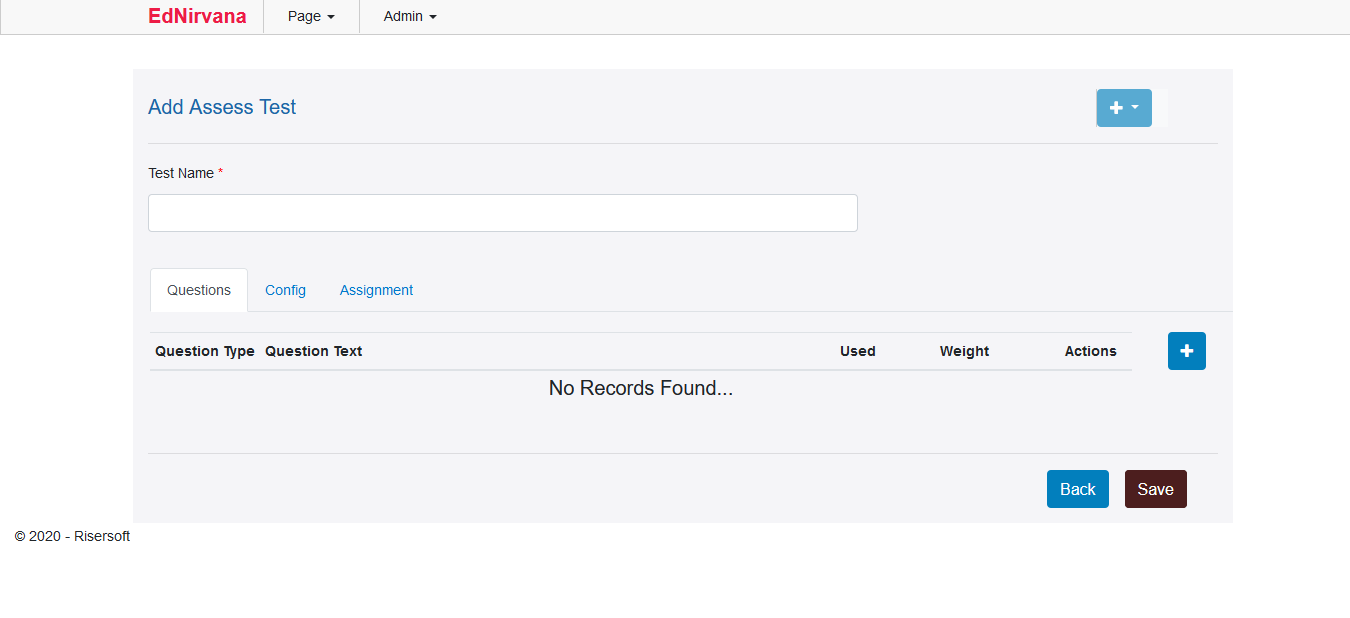 EdNirvana Page Admin
Add Assess Test
Test Name *
Questions Config Assignment
Question Type Question Text Used Weight Actions
No Records Found...
Back Save
© 2020 - Risersoft